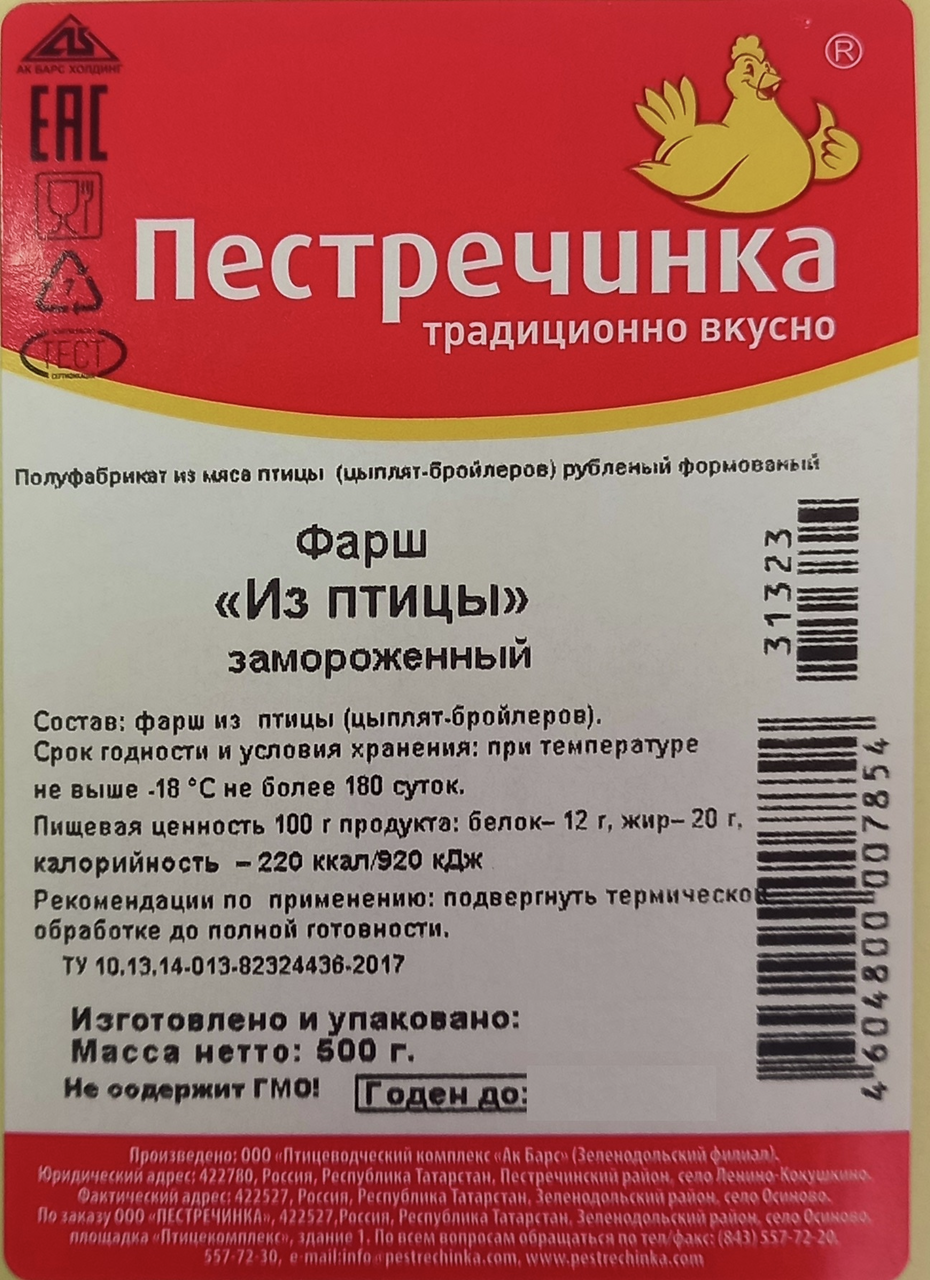 АК БАРС ХОЛДИНГ
®
ЕАС
7
ТЕСТ
СЕРТИФИКАЦИЯ
Пестречинка
традиционно вкусно
Полуфабрикат из мяса птицы (цыплят-бройлеров) рубленый формованый
Фарш
«Из птицы»
замороженный
31323
Состав: фарш из птицы (цыплят-бройлеров).
Срок годности и условия хранения: при температуре
не выше -18 °С не более 180 суток.
Пищевая ценность 100 г продукта: белок– 12 г, жир– 20 г,
калорийность – 220 ккал/920 кДж
Рекомендации по применению: подвергнуть термической
обработке до полной готовности.
ТУ 10.13.14-013-82324436-2017
4 604800 007854
Изготовлено и упаковано:
Масса нетто: 500 г.
Не содержит ГМО!
Годен до:
Произведено: ООО «Птицеводческий комплекс «Ак Барс» (Зеленодольский филиал).
Юридический адрес: 422780, Россия, Республика Татарстан, Пестречинский район, село Ленино-Кокушкино.
Фактический адрес: 422527, Россия, Республика Татарстан, Зеленодольский район, село Осиново.
По заказу ООО «ПЕСТРЕЧИНКА», 422527,Россия, Республика Татарстан, Зеленодольский район, село Осиново,
площадка «Птицекомплекс», здание 1. По всем вопросам обращаться по тел/факс: (843) 557-72-20,
557-72-30, e-mail:info@pestrechinka.com, www.pestrechinka.com